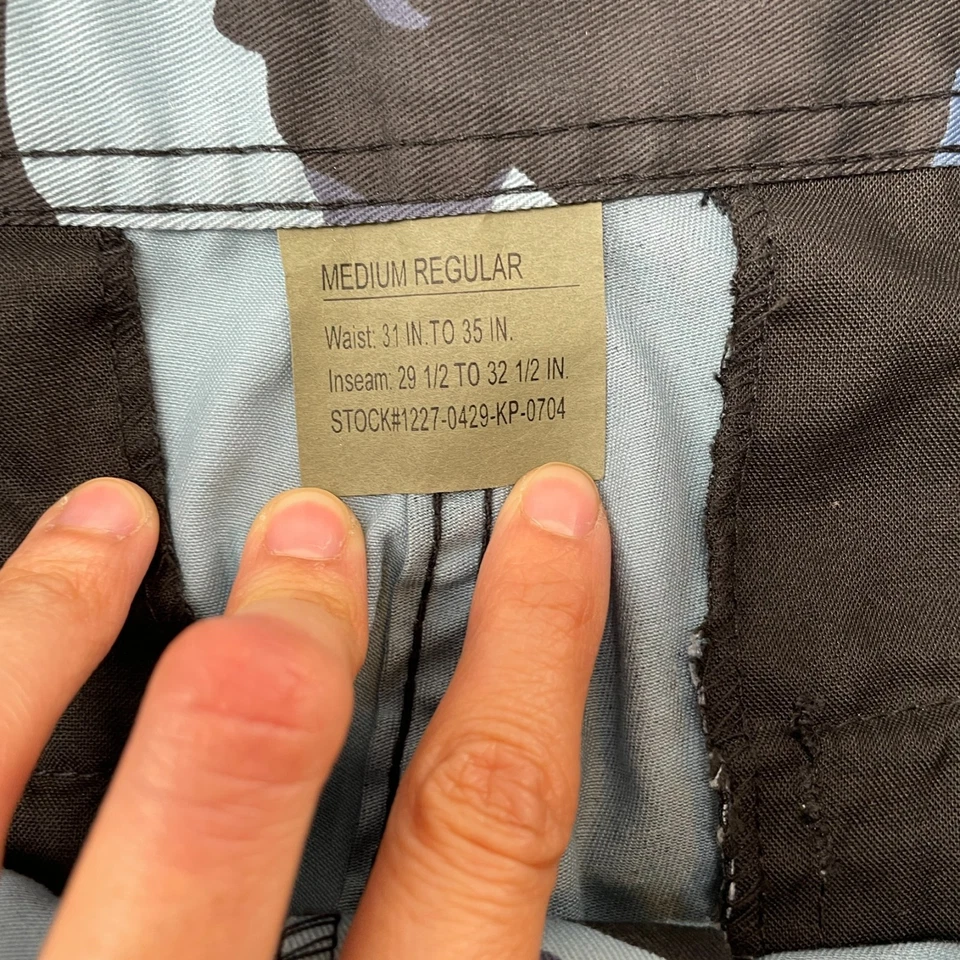 MEDIUM REGULAR
Waist: 31 IN.TO 35 IN.
Inseam: 29 1/2 TO 32 1/2 IN.
STOCK#1227-0429-KP-0704